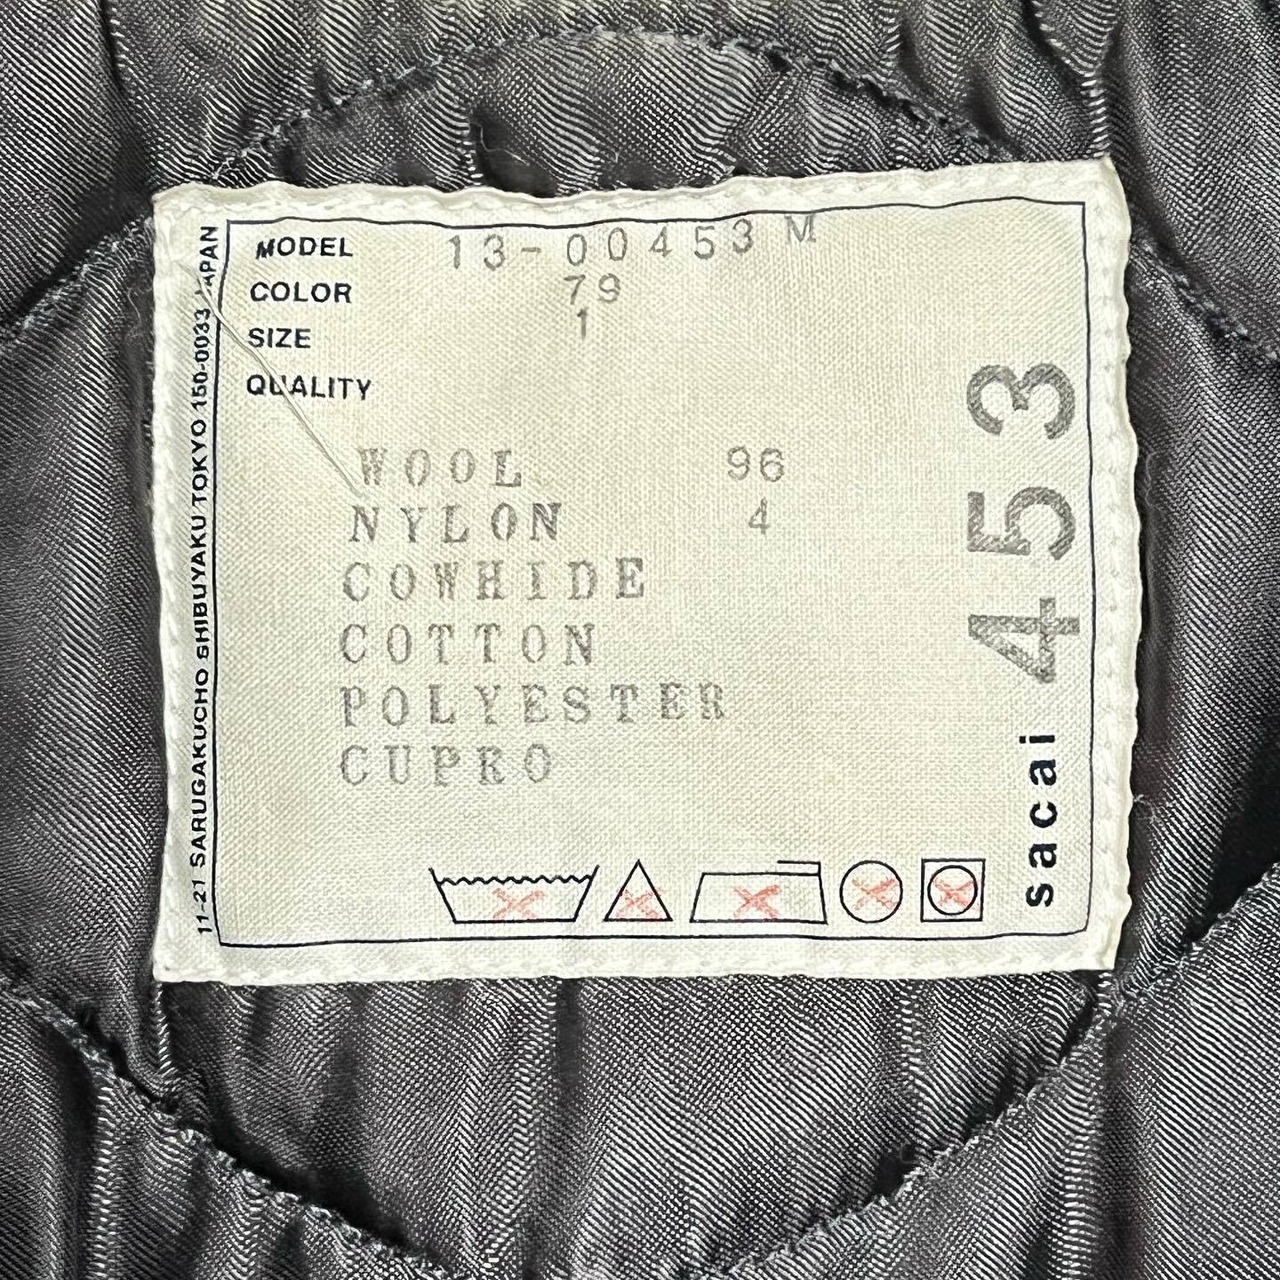 MODEL 13-00453 M
COLOR 79
SIZE 1
QUALITY
WOOL 96
NYLON 4
COWHIDE
COTTON
POLYESTER
CUPRO
sacai 453
11-21 SARUGAKUCHO SHIBUYAKU TOKYO 150-0033 JAPAN